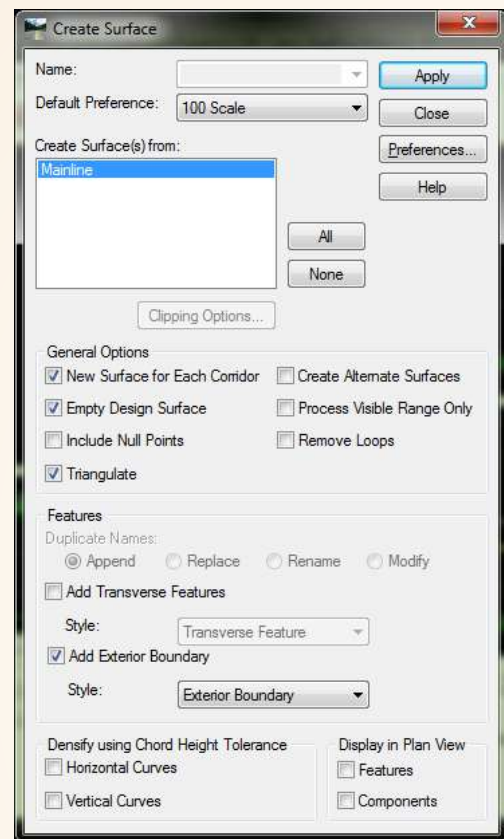 Create Surface
Name:
Apply
Default Preference: 100 Scale
Close
Create Surface(s) from:
Preferences...
Mainline
Help
All
None
Clipping Options...
General Options
New Surface for Each Corridor Create Alternate Surfaces
Empty Design Surface Process Visible Range Only
Include Null Points Remove Loops
Triangulate
Features
Duplicate Names:
Append Replace Rename Modify
Add Transverse Features
Style: Transverse Feature
Add Exterior Boundary
Style: Exterior Boundary
Densify using Chord Height Tolerance Display in Plan View
Horizontal Curves Features
Vertical Curves Components